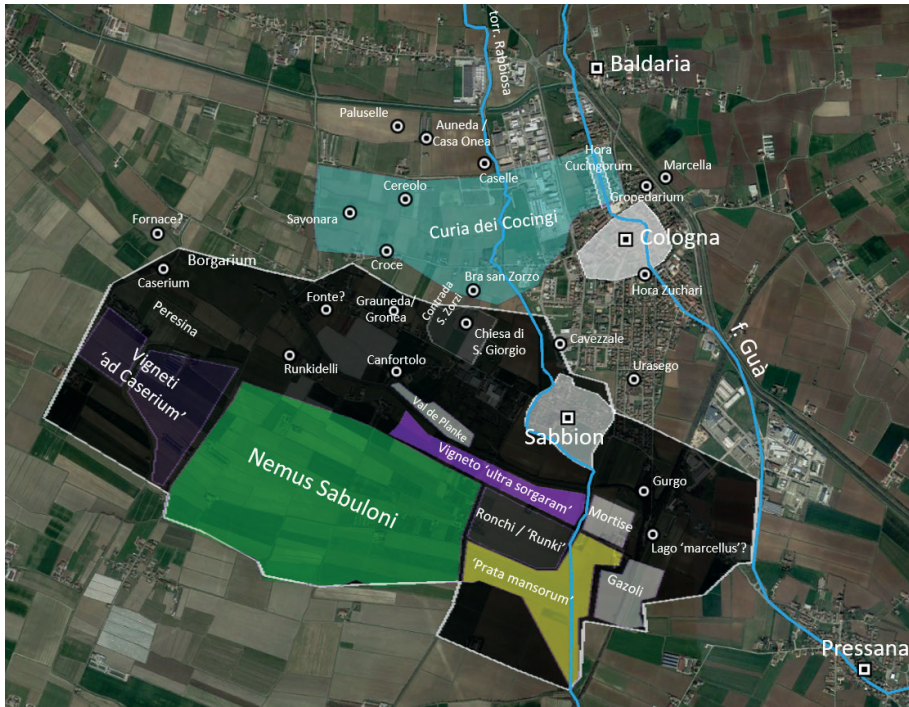 torr. Rabbiosa
Baldaria
Paluselle
Auneda /
Casa Onea
Hora
Cucingorum
Marcella
Caselle
Gropedarium
Cereolo
Savonara
Curia dei Cocingi
Fornace?
Cologna
Croce
Borgarium
Caserium
Bra san Zorzo
Hora Zuchari
Peresina
Fonte?
Grauneda/
Gronea
Contrada
S. Zorzi
Chiesa di
S. Giorgio
Cavezzale
f. Guà
Runkidelli
Canfortolo
Urasego
Vigneti
'ad Caserium'
Val de Planke
Sabbion
Nemus Sabuloni
Vigneto 'ultra sorgaram'
Gurgo
Mortise
Ronchi / 'Runki'
Lago 'marcellus'?
'Prata mansorum'
Gazoli
Pressana